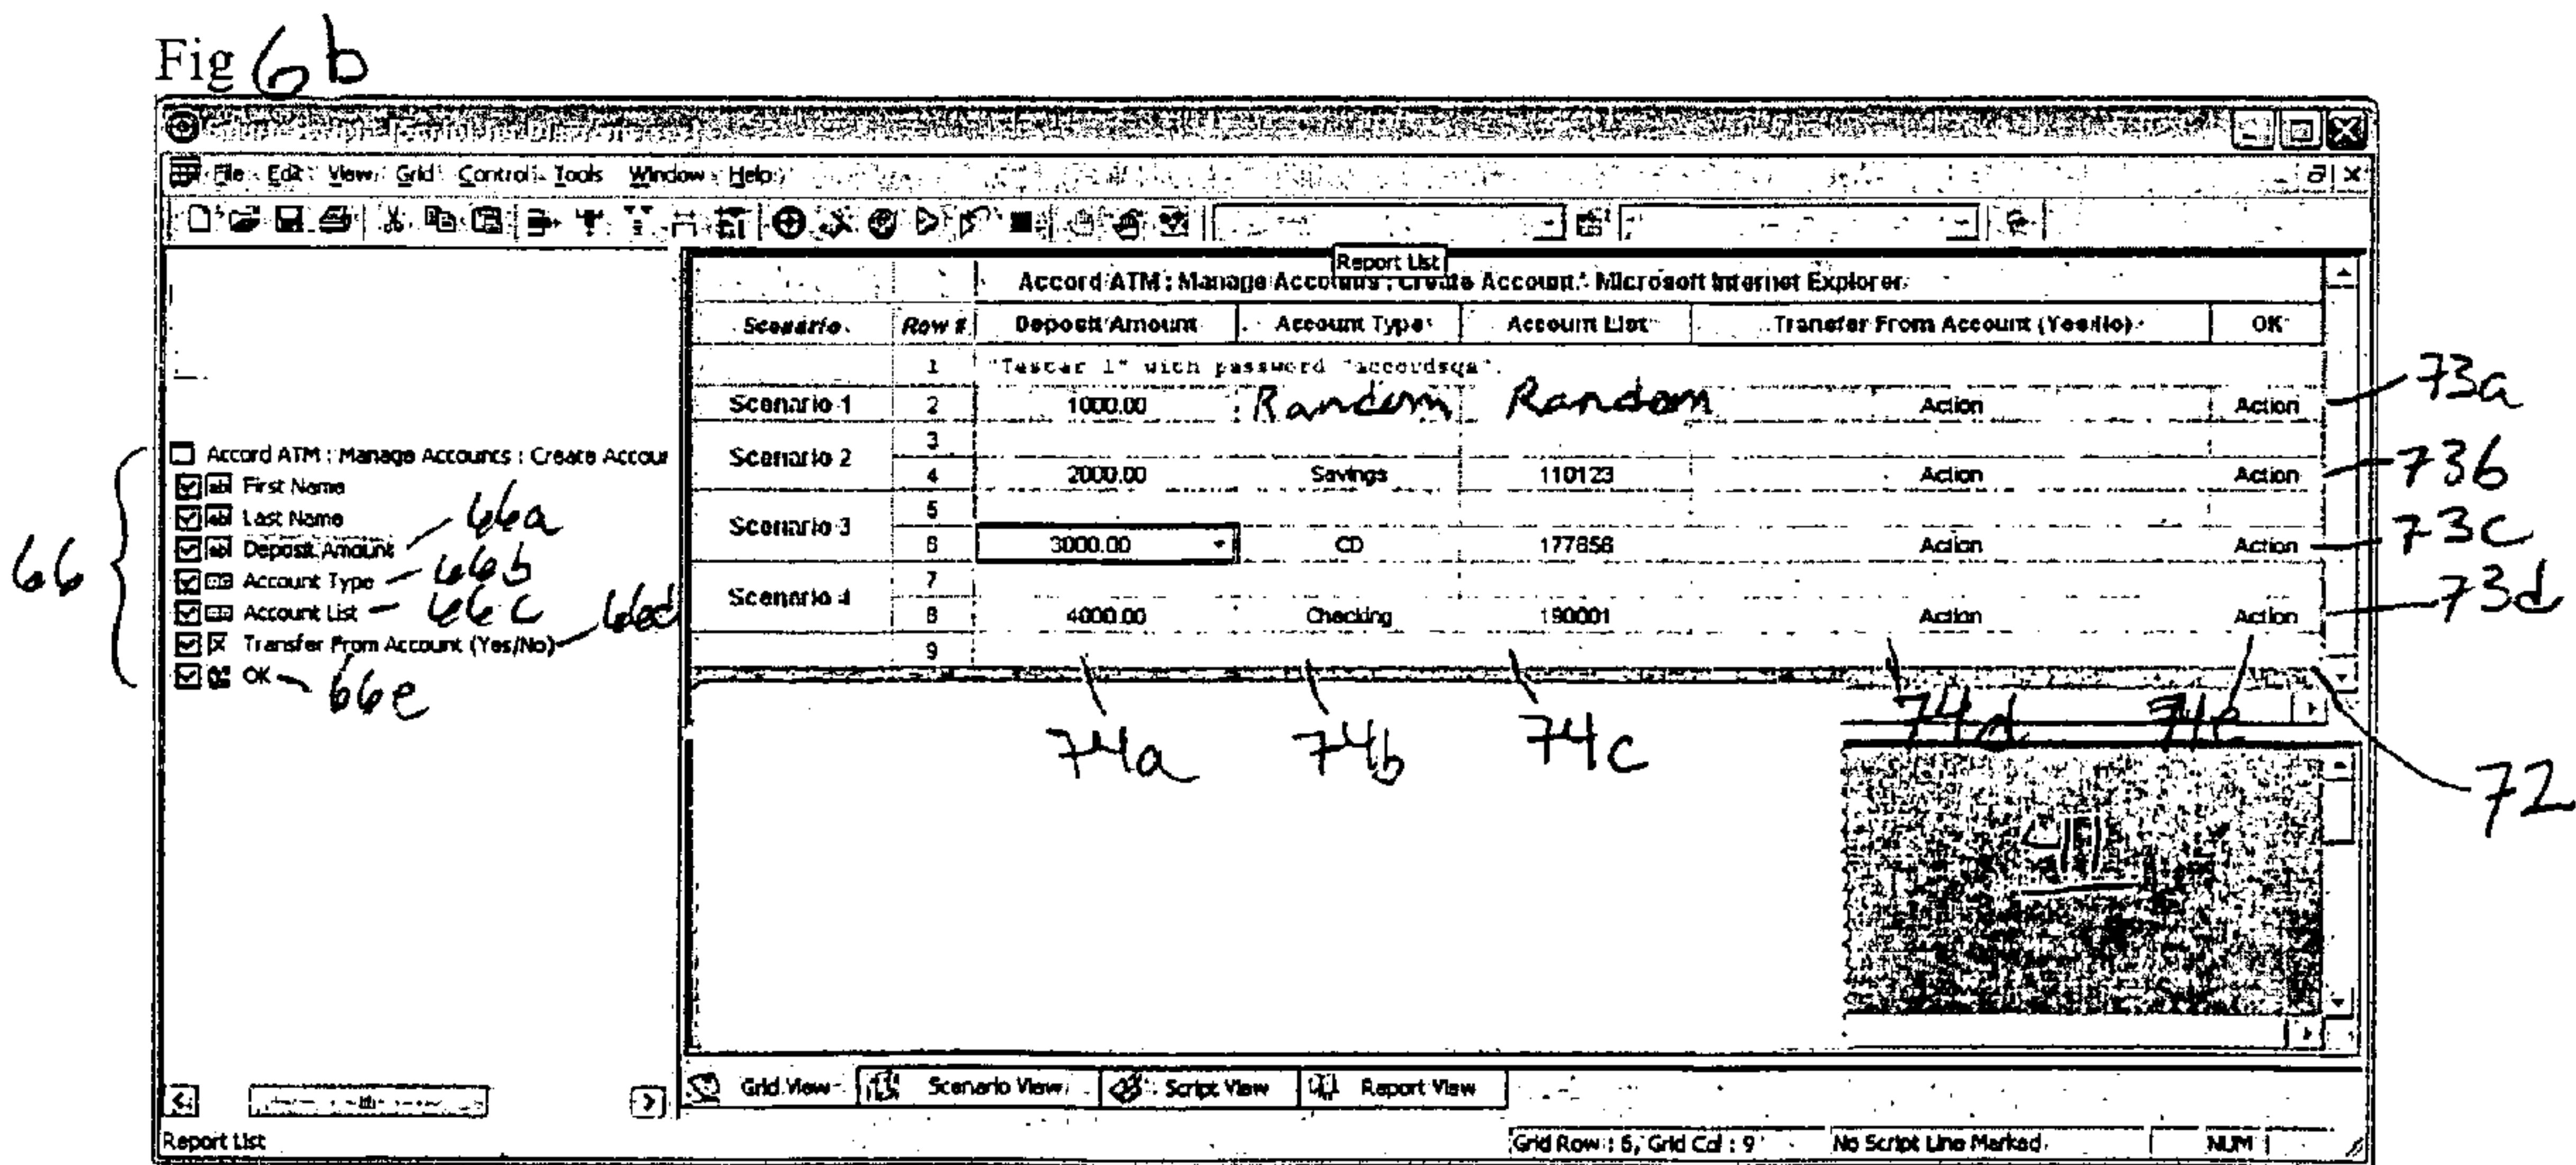 Fig 6b
File Edit View Grid Control Tools Window Help
Report List
Accord ATM : Manage Accounts : Create Account - Microsoft Internet Explorer
Scenario Row # Deposit Amount Account Type Account List Transfer From Account (Yes/No) OK
1 "Tester 1" with password "accordsqa".
Scenario 1 2 1000.00 Random Random Action Action 73a
Scenario 2 3
4 2000.00 Savings 110123 Action Action 73b
Scenario 3 5
6 3000.00 CD 177856 Action Action 73c
Scenario 4 7
8 4000.00 Checking 190001 Action Action 73d
9
66
Accord ATM : Manage Accounts : Create Accour
First Name
Last Name
Deposit Amount 66a
Account Type 66b
Account List 66c
Transfer From Account (Yes/No) 66d
OK 66e
74a 74b 74c 74d 74e
72
Grid View Scenario View Script View Report View
Report List Grid Row : 6, Grid Col : 9 No Script Line Marked NUM